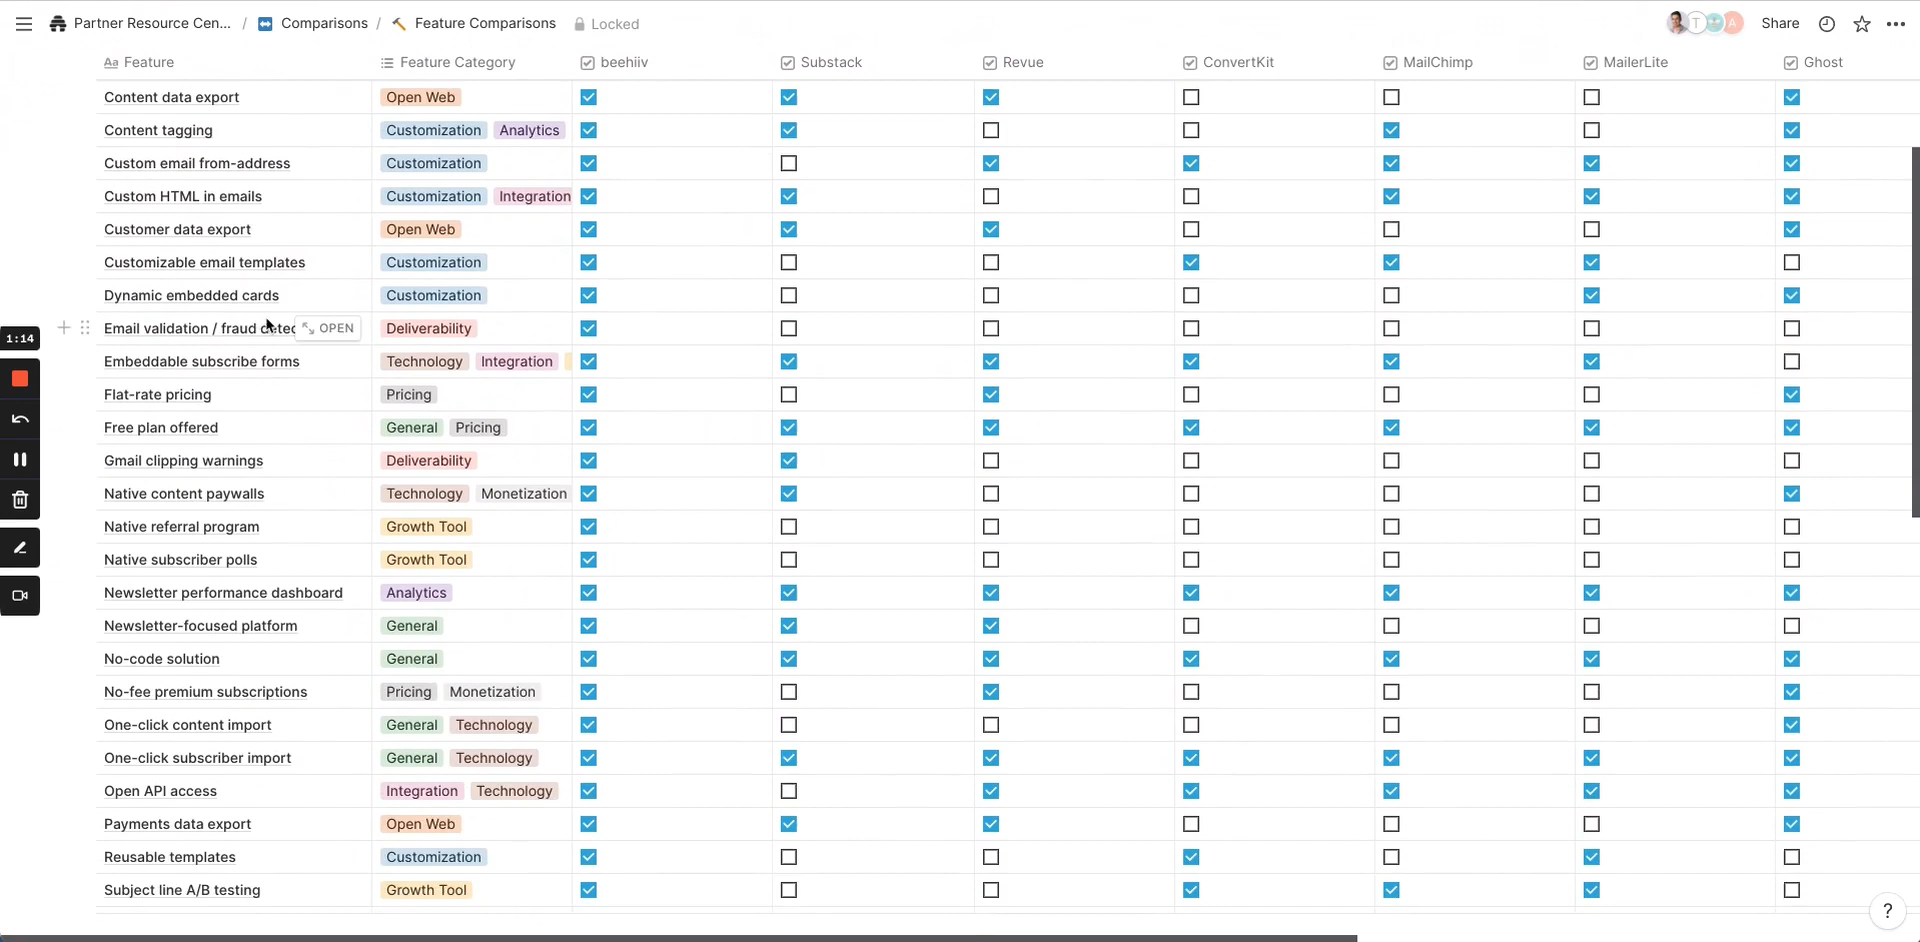 Partner Resource Cen... / Comparisons / Feature Comparisons Locked T A Share
Aa Feature Feature Category beehiiv Substack Revue ConvertKit MailChimp MailerLite Ghost
Content data export Open Web
Content tagging Customization Analytics
Custom email from-address Customization
Custom HTML in emails Customization Integration
Customer data export Open Web
Customizable email templates Customization
Dynamic embedded cards Customization
Email validation / fraud detec OPEN Deliverability
1:14
Embeddable subscribe forms Technology Integration
Flat-rate pricing Pricing
Free plan offered General Pricing
Gmail clipping warnings Deliverability
Native content paywalls Technology Monetization
Native referral program Growth Tool
Native subscriber polls Growth Tool
Newsletter performance dashboard Analytics
Newsletter-focused platform General
No-code solution General
No-fee premium subscriptions Pricing Monetization
One-click content import General Technology
One-click subscriber import General Technology
Open API access Integration Technology
Payments data export Open Web
Reusable templates Customization
Subject line A/B testing Growth Tool
?